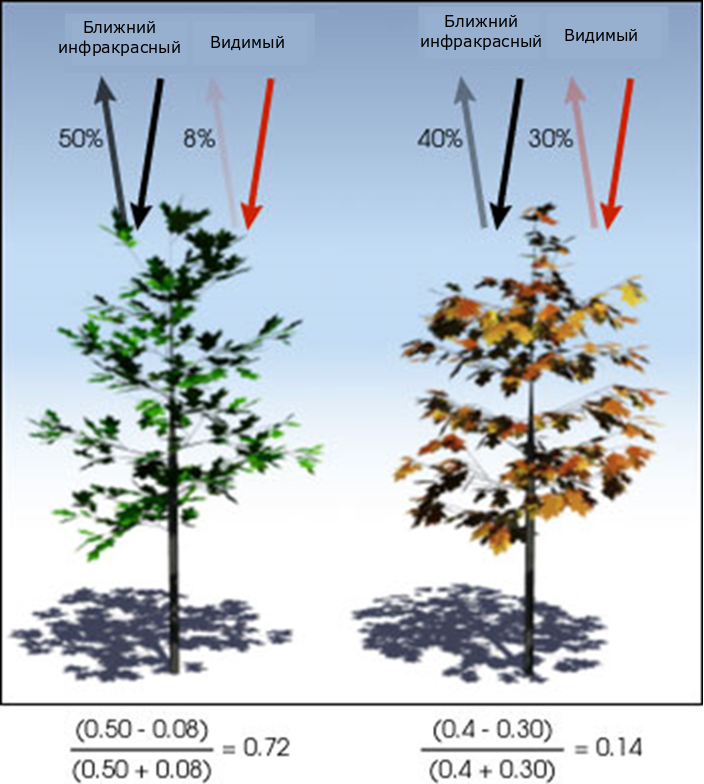 Ближний
инфракрасный
Видимый
Ближний
инфракрасный
Видимый
50%
8%
40%
30%
(0.50 - 0.08)
(0.50 + 0.08)
= 0.72
(0.4 - 0.30)
(0.4 + 0.30)
= 0.14